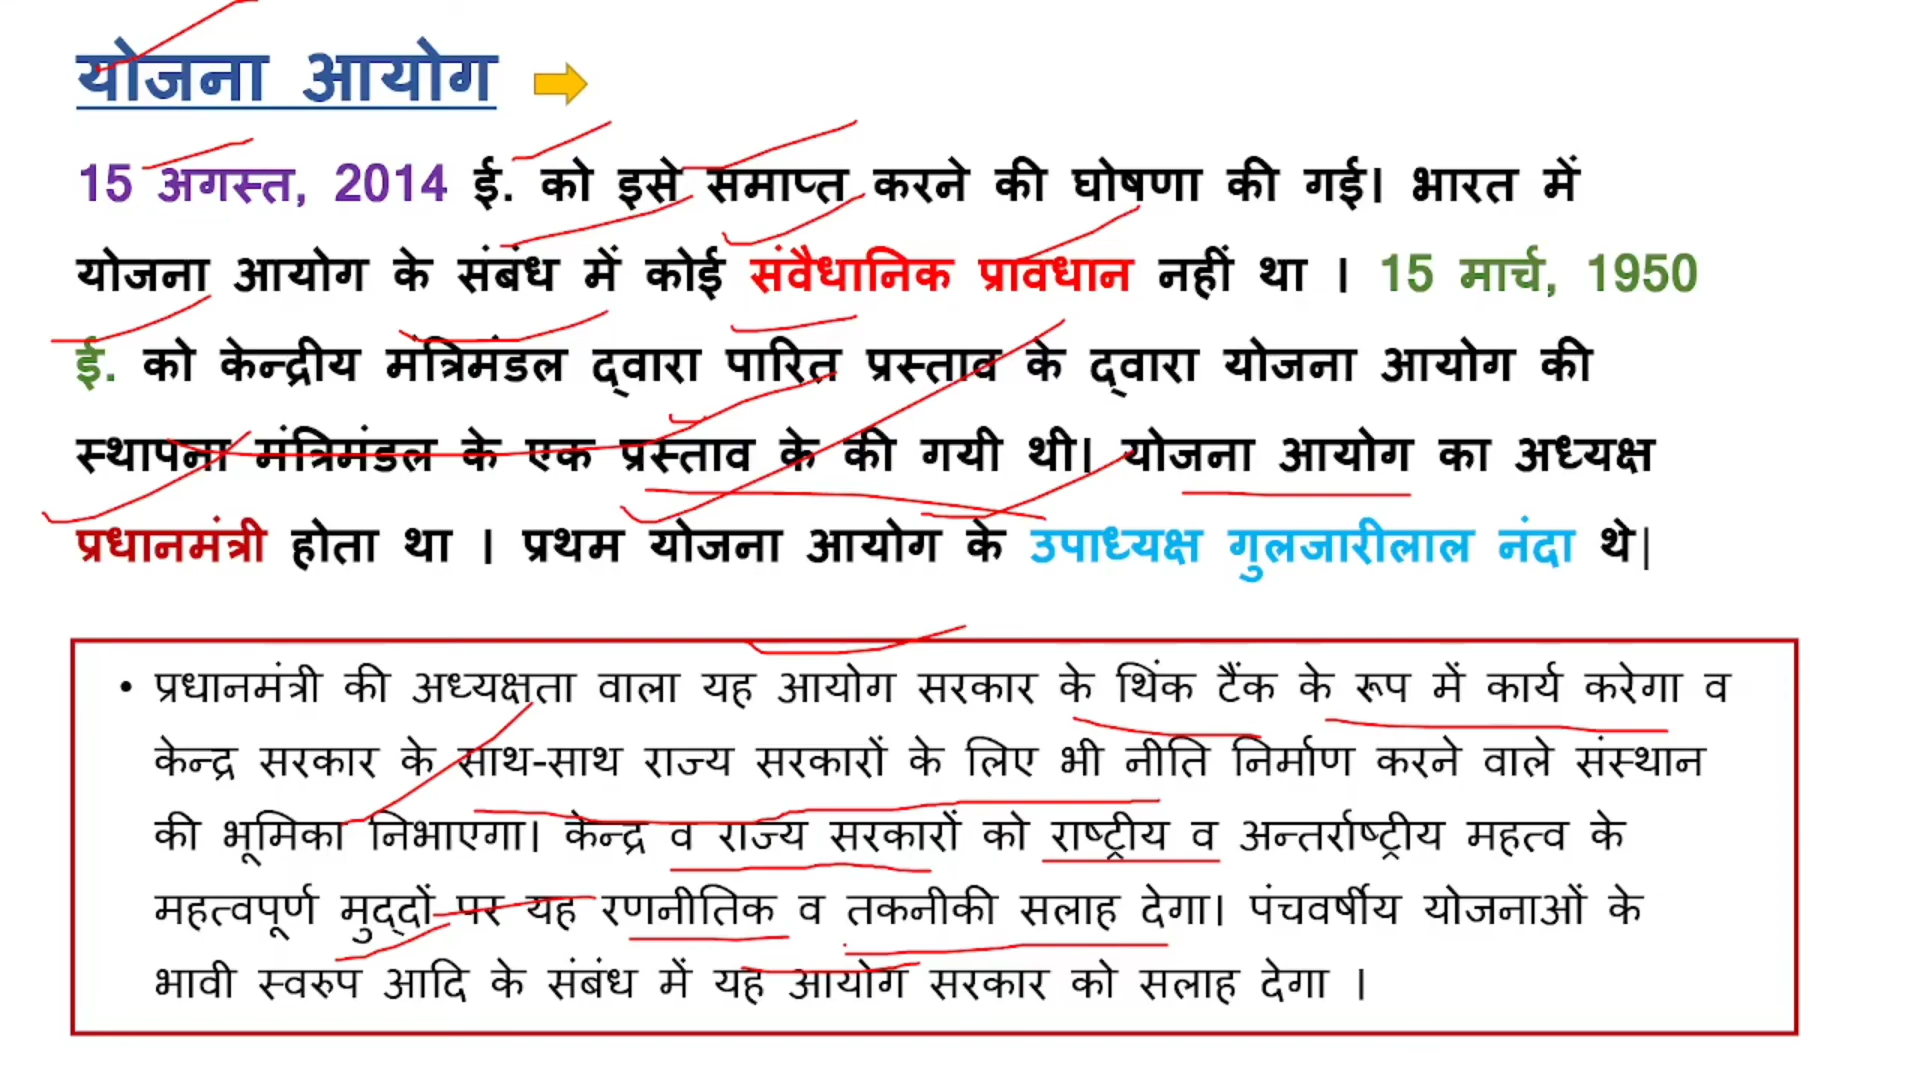 योजना आयोग
15 अगस्त, 2014 ई. को इसे समाप्त करने की घोषणा की गई। भारत में
योजना आयोग के संबंध में कोई संवैधानिक प्रावधान नहीं था । 15 मार्च, 1950
ई. को केन्द्रीय मंत्रिमंडल द्वारा पारित प्रस्ताव के द्वारा योजना आयोग की
स्थापना मंत्रिमंडल के एक प्रस्ताव के की गयी थी। योजना आयोग का अध्यक्ष
प्रधानमंत्री होता था । प्रथम योजना आयोग के उपाध्यक्ष गुलजारीलाल नंदा थे|
• प्रधानमंत्री की अध्यक्षता वाला यह आयोग सरकार के थिंक टैंक के रूप में कार्य करेगा व
केन्द्र सरकार के साथ-साथ राज्य सरकारों के लिए भी नीति निर्माण करने वाले संस्थान
की भूमिका निभाएगा। केन्द्र व राज्य सरकारों को राष्ट्रीय व अन्तर्राष्ट्रीय महत्व के
महत्वपूर्ण मुद्दों पर यह रणनीतिक व तकनीकी सलाह देगा। पंचवर्षीय योजनाओं के
भावी स्वरुप आदि के संबंध में यह आयोग सरकार को सलाह देगा ।